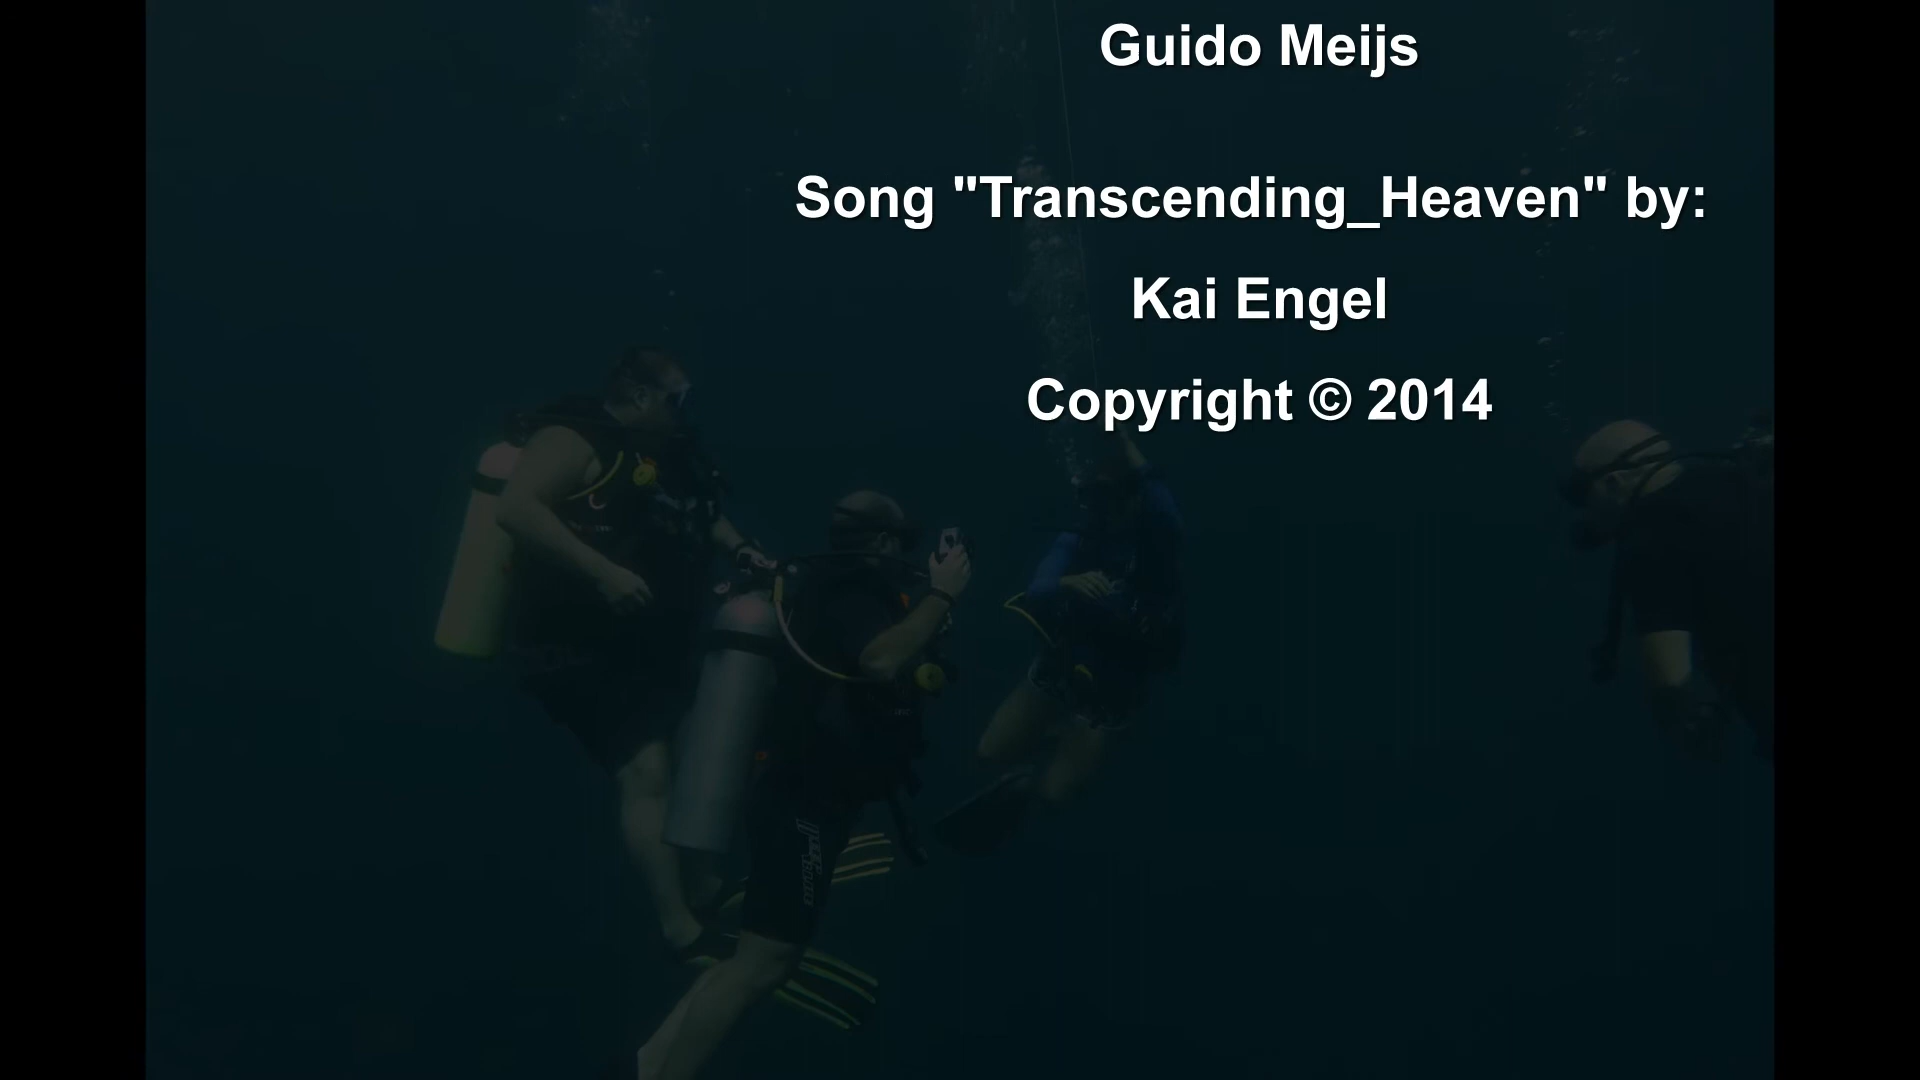 Guido Meijs
Song "Transcending_Heaven" by:
Kai Engel
Copyright © 2014